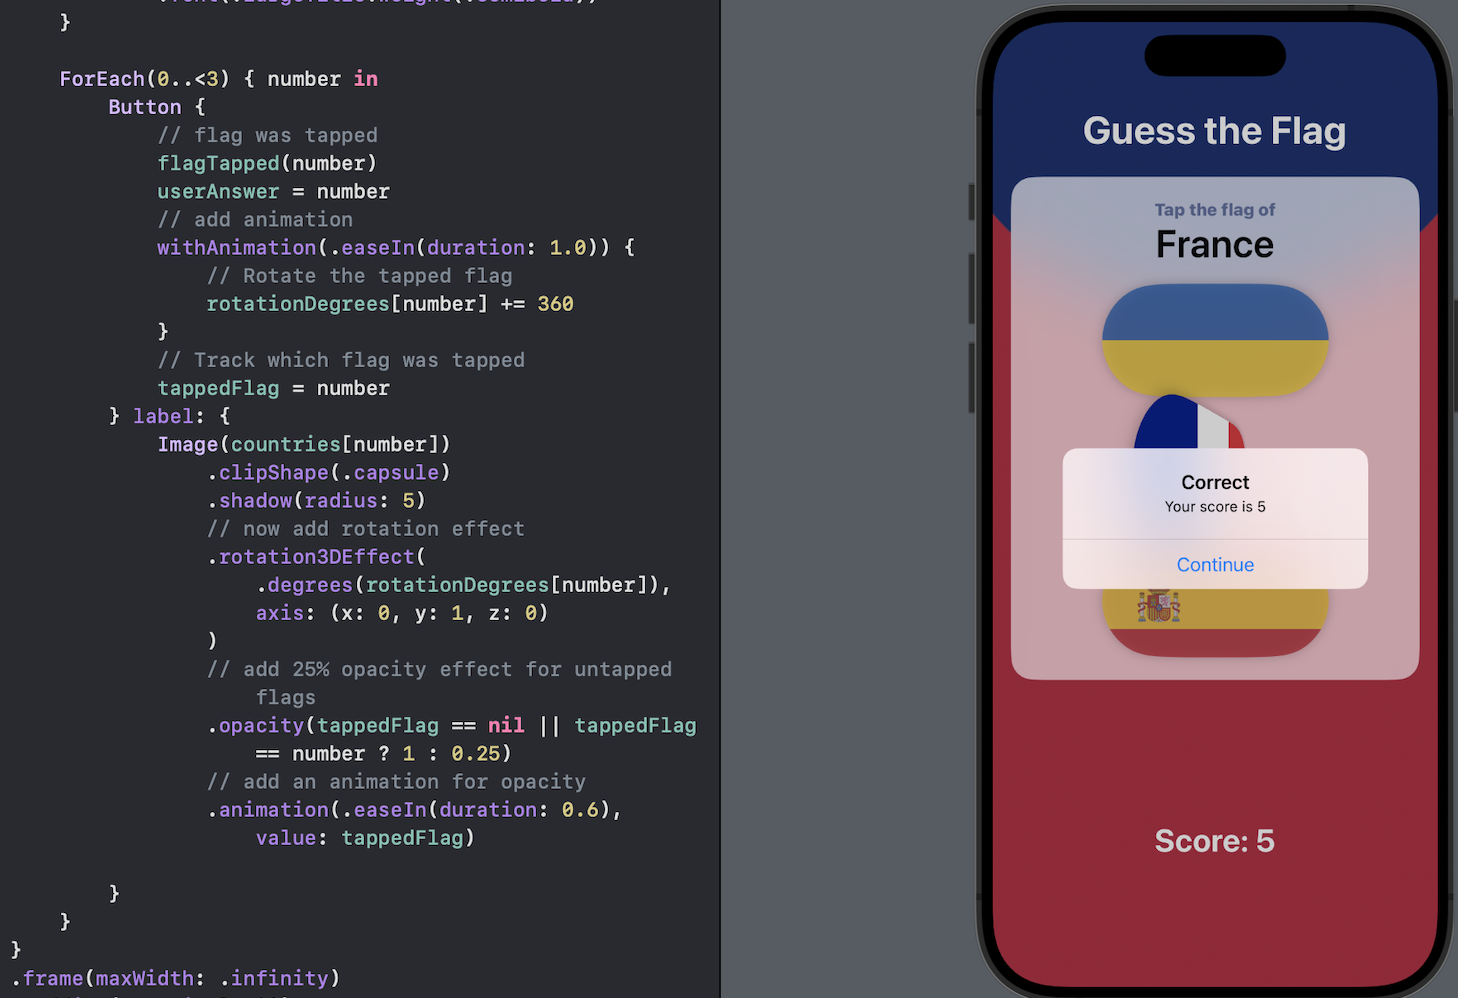 }
ForEach(0..<3) { number in
Button {
// flag was tapped
flagTapped(number)
userAnswer = number
// add animation
withAnimation(.easeIn(duration: 1.0)) {
// Rotate the tapped flag
rotationDegrees[number] += 360
}
// Track which flag was tapped
tappedFlag = number
} label: {
Image(countries[number])
.clipShape(.capsule)
.shadow(radius: 5)
// now add rotation effect
.rotation3DEffect(
.degrees(rotationDegrees[number]),
axis: (x: 0, y: 1, z: 0)
)
// add 25% opacity effect for untapped
flags
.opacity(tappedFlag == nil || tappedFlag
== number ? 1 : 0.25)
// add an animation for opacity
.animation(.easeIn(duration: 0.6),
value: tappedFlag)
}
}
}
.frame(maxWidth: .infinity)
Guess the Flag
Tap the flag of
France
Correct
Your score is 5
Continue
Score: 5